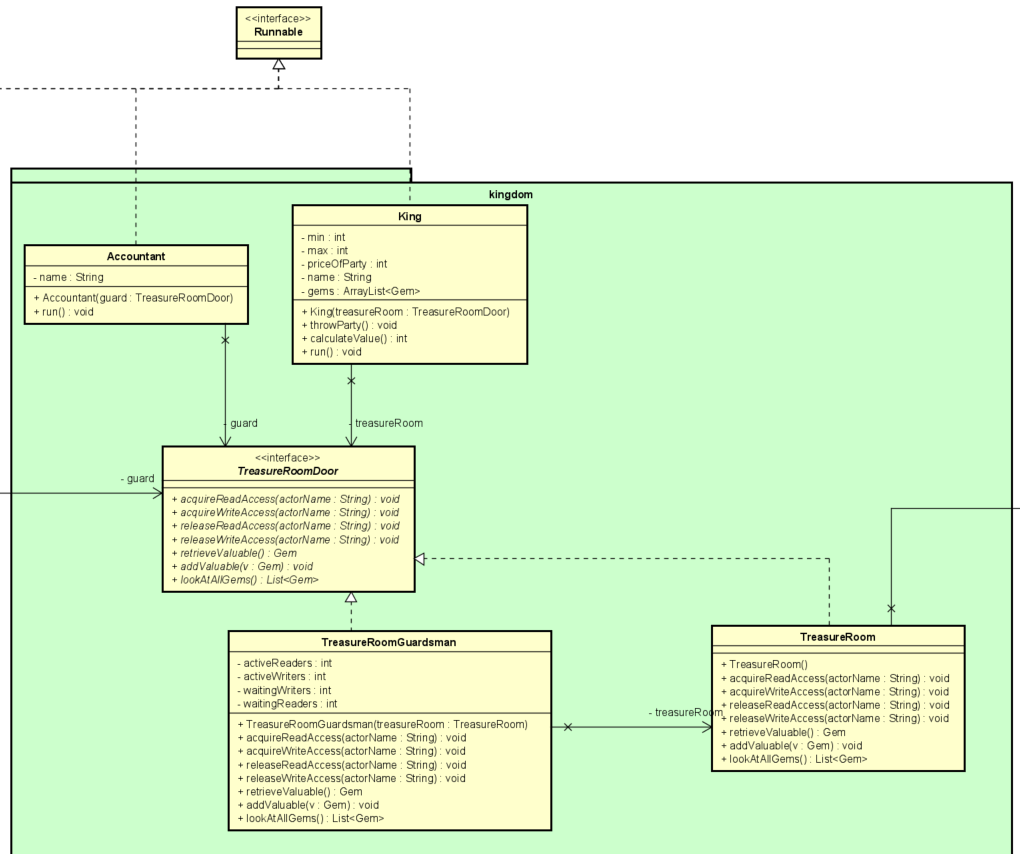 <<interface>>
Runnable
kingdom
King
- min : int
- max : int
- priceOfParty : int
- name : String
- gems : ArrayList<Gem>
+ King(treasureRoom : TreasureRoomDoor)
+ throwParty() : void
+ calculateValue() : int
+ run() : void
Accountant
- name : String
+ Accountant(guard : TreasureRoomDoor)
+ run() : void
- guard
- treasureRoom
<<interface>>
TreasureRoomDoor
+ acquireReadAccess(actorName : String) : void
+ acquireWriteAccess(actorName : String) : void
+ releaseReadAccess(actorName : String) : void
+ releaseWriteAccess(actorName : String) : void
+ retrieveValuable() : Gem
+ addValuable(v : Gem) : void
+ lookAtAllGems() : List<Gem>
- guard
TreasureRoomGuardsman
- activeReaders : int
- activeWriters : int
- waitingWriters : int
- waitingReaders : int
+ TreasureRoomGuardsman(treasureRoom : TreasureRoom)
+ acquireReadAccess(actorName : String) : void
+ acquireWriteAccess(actorName : String) : void
+ releaseReadAccess(actorName : String) : void
+ releaseWriteAccess(actorName : String) : void
+ retrieveValuable() : Gem
+ addValuable(v : Gem) : void
+ lookAtAllGems() : List<Gem>
- treasureRoom
TreasureRoom
+ TreasureRoom()
+ acquireReadAccess(actorName : String) : void
+ acquireWriteAccess(actorName : String) : void
+ releaseReadAccess(actorName : String) : void
+ releaseWriteAccess(actorName : String) : void
+ retrieveValuable() : Gem
+ addValuable(v : Gem) : void
+ lookAtAllGems() : List<Gem>